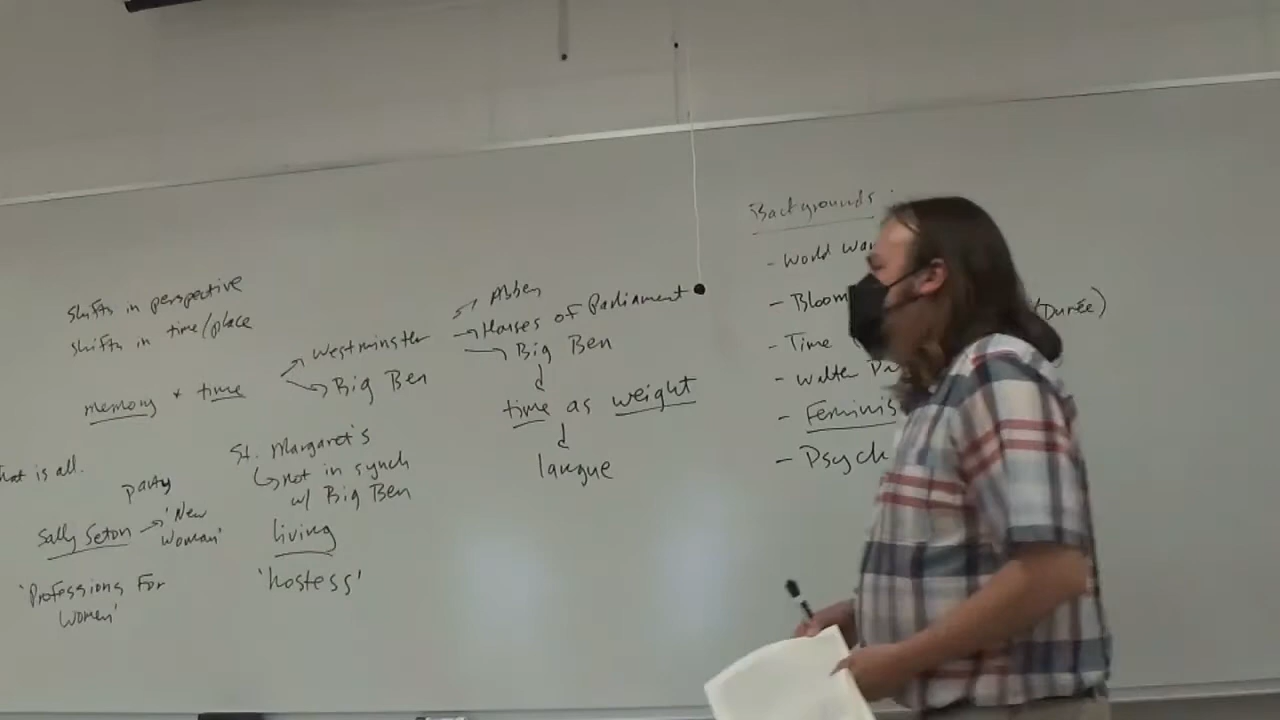 Shifts in perspective
Shifts in time/place
memory + time
Westminster
Big Ben
Abbey
Houses of Parliament
Big Ben
time as weight
langue
hat is all.
party
Sally Seton → 'New
Woman'
'Professions For
Women'
St. Margaret's
not in synch
w/ Big Ben
living
'hostess'
Backgrounds
- World War
- Bloom
- Time (Durée)
- Walter Pa
- Feminis
- Psych